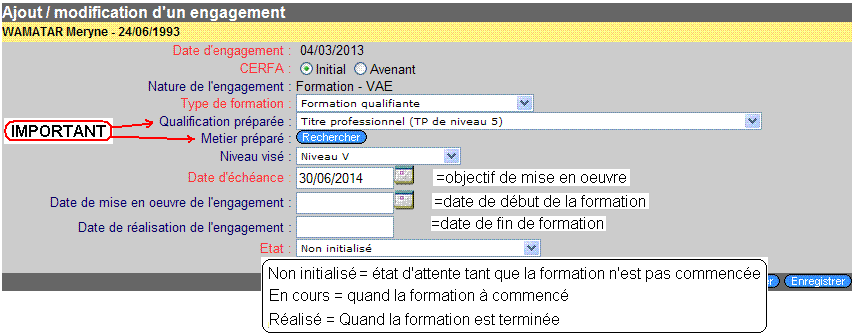 Ajout / modification d'un engagement
WAMATAR Meryne - 24/06/1993
Date d'engagement : 04/03/2013
CERFA : Initial Avenant
Nature de l'engagement : Formation - VAE
Type de formation : Formation qualifiante
Qualification préparée : Titre professionnel (TP de niveau 5)
IMPORTANT
Metier préparé : Rechercher
Niveau visé : Niveau V
Date d'échéance : 30/06/2014 =objectif de mise en oeuvre
Date de mise en oeuvre de l'engagement : =date de début de la formation
Date de réalisation de l'engagement : =date de fin de formation
Etat : Non initialisé
Non initialisé = état d'attente tant que la formation n'est pas commencée
En cours = quand la formation à commencé
Enregistrer
Réalisé = Quand la formation est terminée